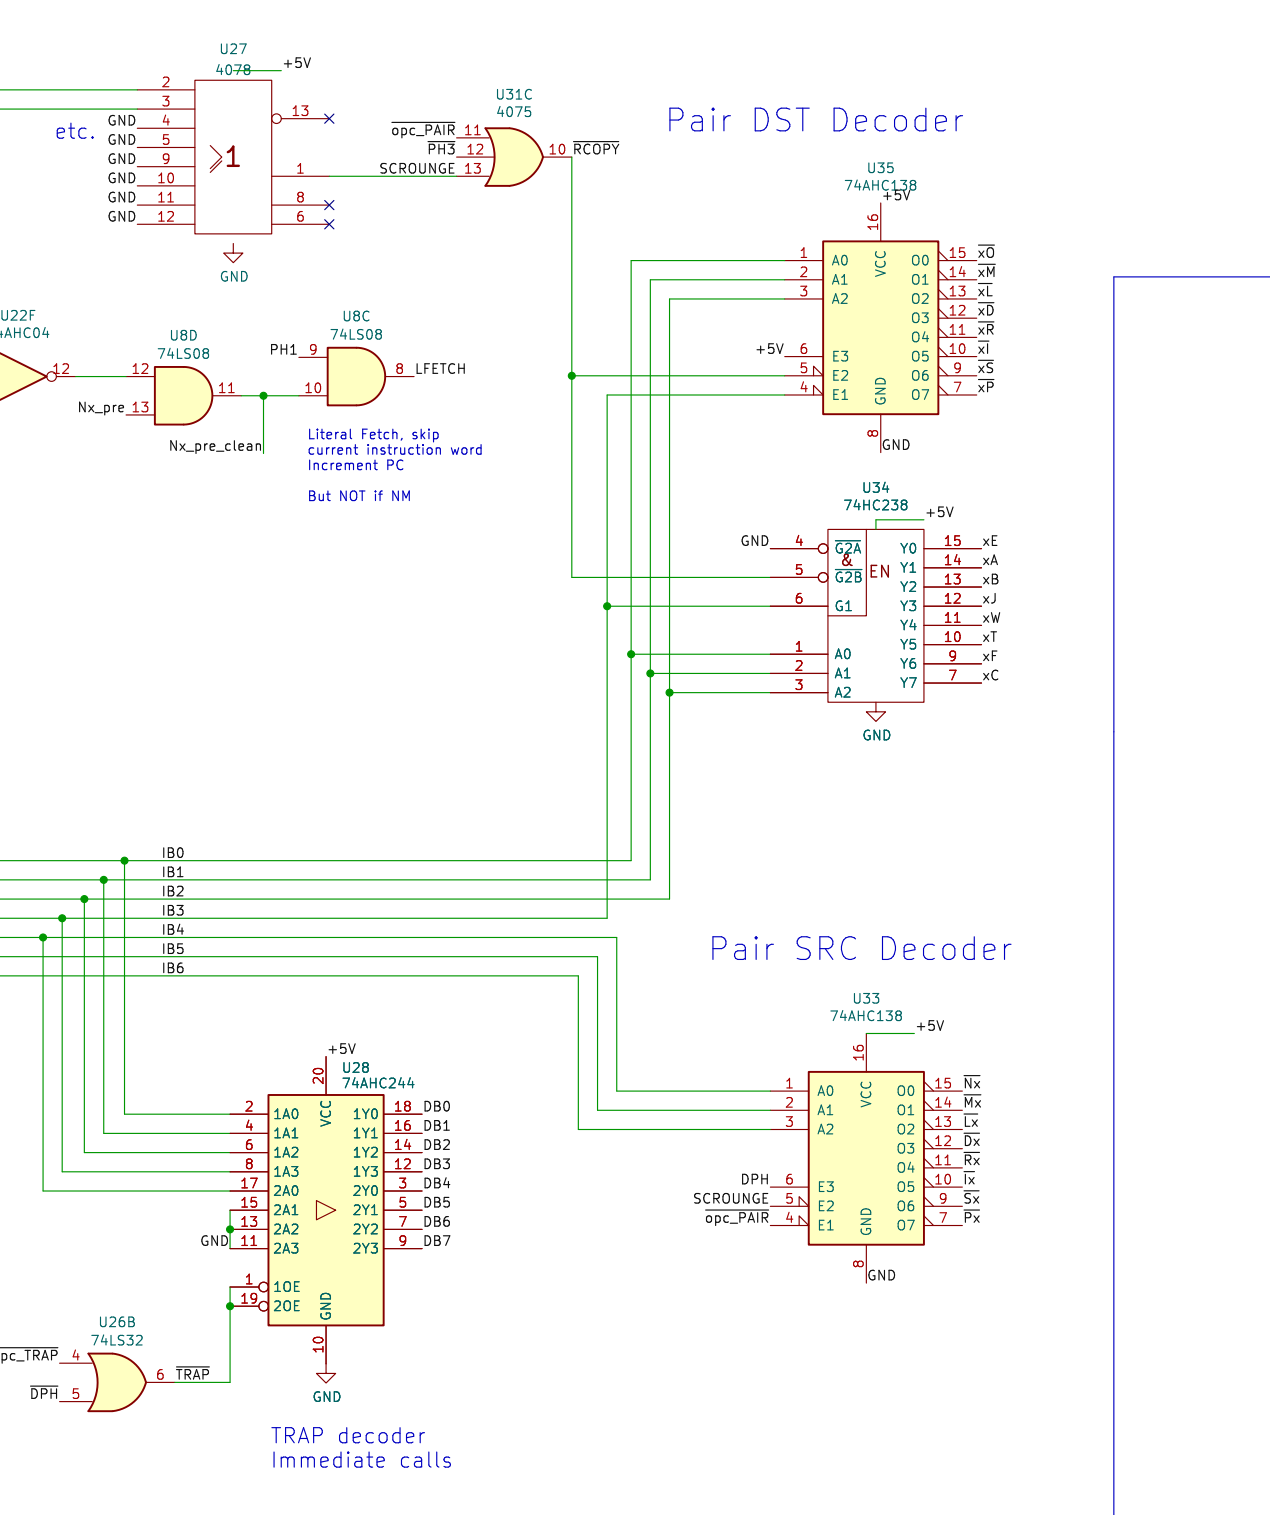 U27
4078
+5V
2
3
GND 4
GND 5
GND 9
GND 10
GND 11
GND 12
≥1
13
1
8
6
GND
etc.
U31C
4075
opc_PAIR 11
PH3 12
SCROUNGE 13
10 RCOPY
Pair DST Decoder
U35
74AHC138
+5V
16
1 A0
2 A1
3 A2
+5V 6 E3
5 E2
4 E1
VCC
GND
O0 15 xO
O1 14 xM
O2 13 xL
O3 12 xD
O4 11 xR
O5 10 xI
O6 9 xS
O7 7 xP
8
GND
U22F
4AHC04
12
U8D
74LS08
12
Nx_pre 13
11
Nx_pre_clean
U8C
74LS08
PH1 9
10
8 LFETCH
Literal Fetch, skip
current instruction word
Increment PC
But NOT if NM
U34
74HC238
+5V
GND 4 G2A
5 G2B
6 G1
&
EN
1 A0
2 A1
3 A2
Y0 15 xE
Y1 14 xA
Y2 13 xB
Y3 12 xJ
Y4 11 xW
Y5 10 xT
Y6 9 xF
Y7 7 xC
GND
IB0
IB1
IB2
IB3
IB4
IB5
IB6
Pair SRC Decoder
U33
74AHC138
+5V
16
1 A0
2 A1
3 A2
DPH 6 E3
SCROUNGE 5 E2
opc_PAIR 4 E1
VCC
GND
O0 15 Nx
O1 14 Mx
O2 13 Lx
O3 12 Dx
O4 11 Rx
O5 10 Ix
O6 9 Sx
O7 7 Px
8
GND
+5V
20
U28
74AHC244
2 1A0
4 1A1
6 1A2
8 1A3
17 2A0
15 2A1
13 2A2
GND 11 2A3
1 1OE
19 2OE
VCC
GND
1Y0 18 DB0
1Y1 16 DB1
1Y2 14 DB2
1Y3 12 DB3
2Y0 3 DB4
2Y1 5 DB5
2Y2 7 DB6
2Y3 9 DB7
10
GND
U26B
74LS32
pc_TRAP 4
DPH 5
6 TRAP
TRAP decoder
Immediate calls